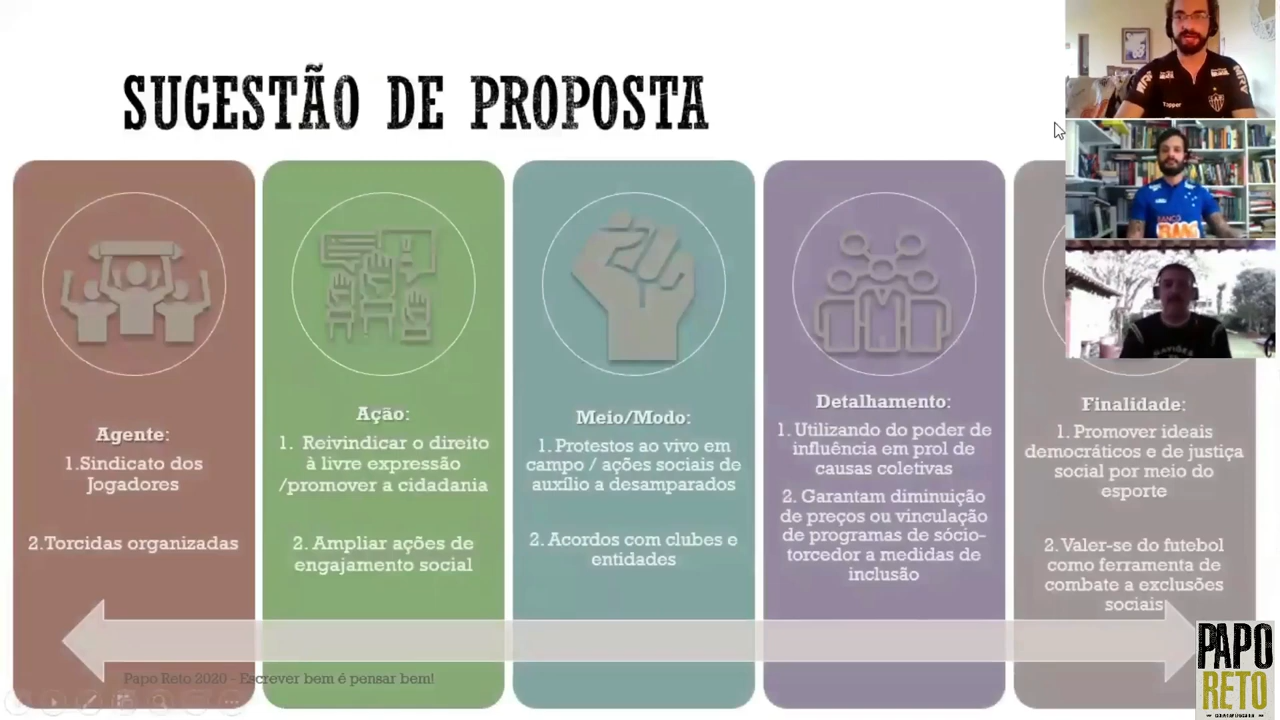 SUGESTÃO DE PROPOSTA
Agente:
1.Sindicato dos
Jogadores
2.Torcidas organizadas
Ação:
1. Reivindicar o direito
à livre expressão
/promover a cidadania
2. Ampliar ações de
engajamento social
Meio/Modo:
1. Protestos ao vivo em
campo / ações sociais de
auxílio a desamparados
2. Acordos com clubes e
entidades
Detalhamento:
1. Utilizando do poder de
influência em prol de
causas coletivas
2. Garantam diminuição
de preços ou vinculação
de programas de sócio-
torcedor a medidas de
inclusão
Finalidade:
1. Promover ideais
democráticos e de justiça
social por meio do
esporte
2. Valer-se do futebol
como ferramenta de
combate a exclusões
sociais
Papo Reto 2020 - Escrever bem é pensar bem!
PAPO
RETO
MRV
Topper
MRV
BANCO
GAVIÕES